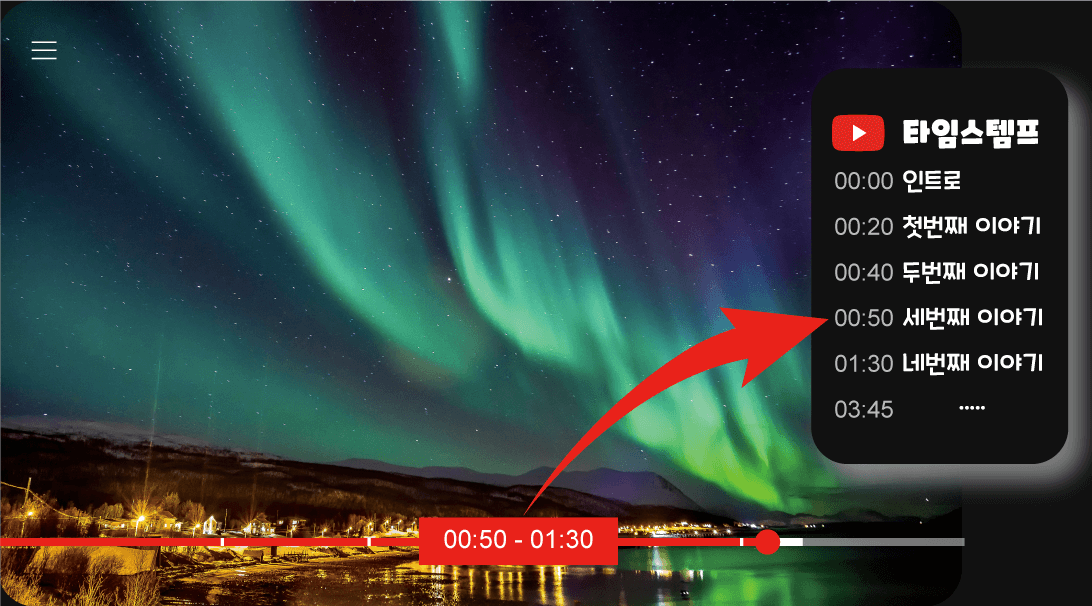 타임스템프
00:00 인트로
00:20 첫번째 이야기
00:40 두번째 이야기
00:50 세번째 이야기
01:30 네번째 이야기
03:45 .....
00:50 - 01:30